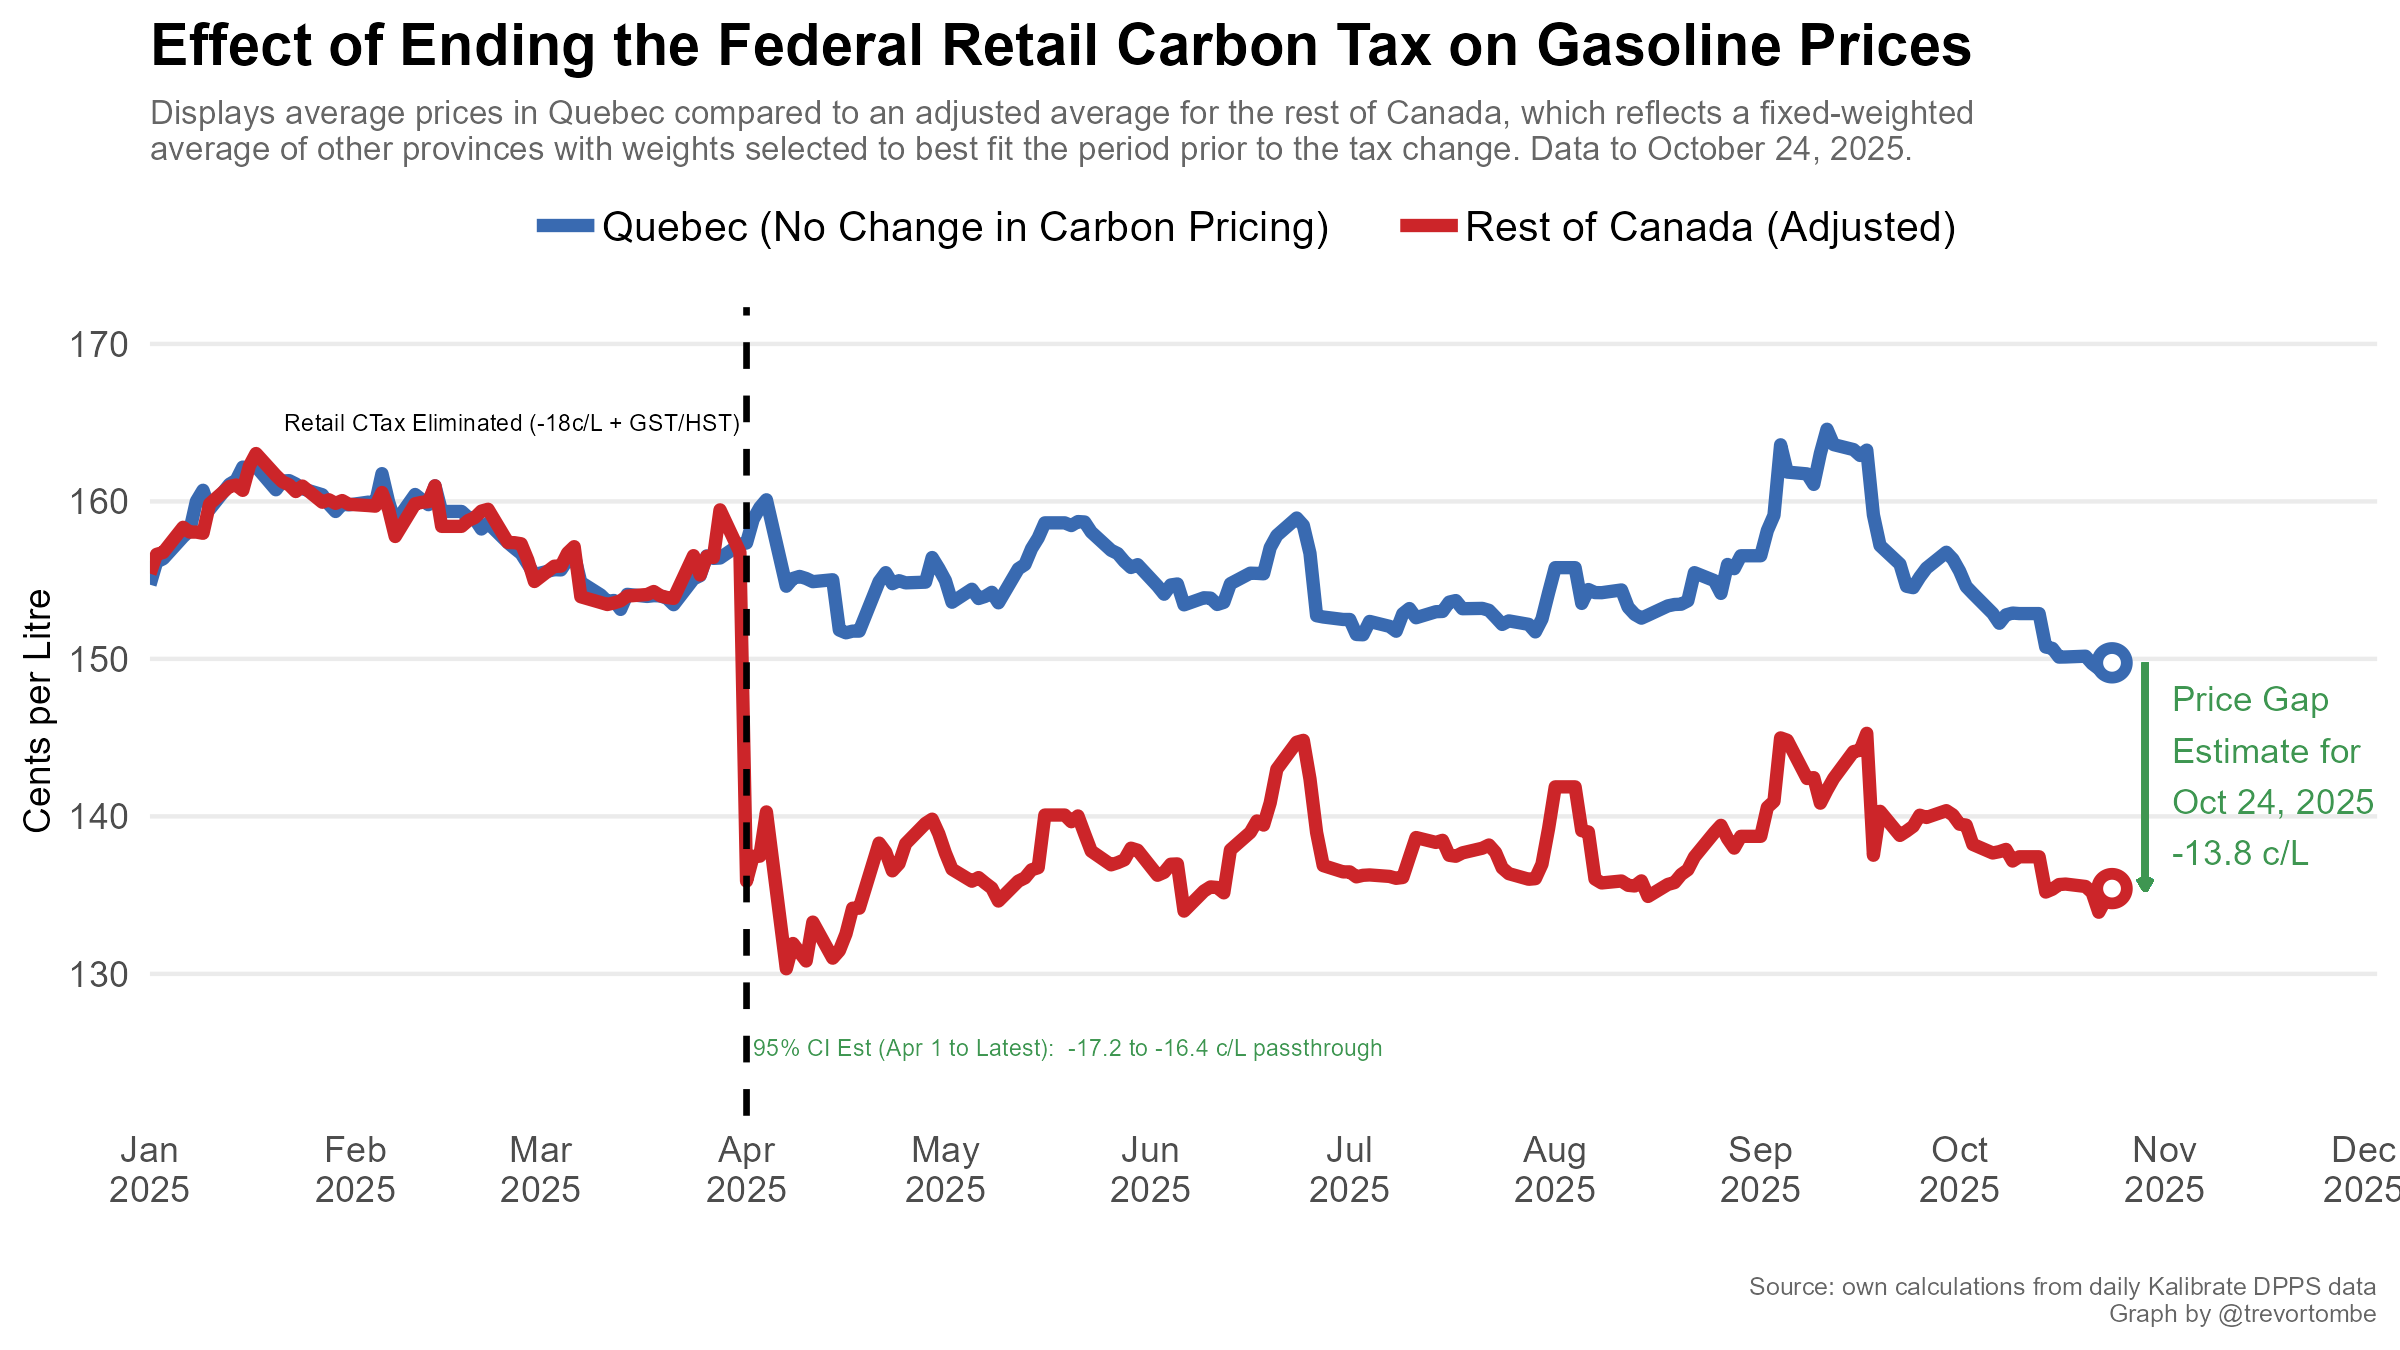 Effect of Ending the Federal Retail Carbon Tax on Gasoline Prices
Displays average prices in Quebec compared to an adjusted average for the rest of Canada, which reflects a fixed-weighted
average of other provinces with weights selected to best fit the period prior to the tax change. Data to October 24, 2025.
Quebec (No Change in Carbon Pricing)
Rest of Canada (Adjusted)
Cents per Litre
170
160
150
140
130
Retail CTax Eliminated (-18c/L + GST/HST)
Price Gap
Estimate for
Oct 24, 2025
-13.8 c/L
95% CI Est (Apr 1 to Latest):  -17.2 to -16.4 c/L passthrough
Jan
2025
Feb
2025
Mar
2025
Apr
2025
May
2025
Jun
2025
Jul
2025
Aug
2025
Sep
2025
Oct
2025
Nov
2025
Dec
2025
Source: own calculations from daily Kalibrate DPPS data
Graph by @trevortombe